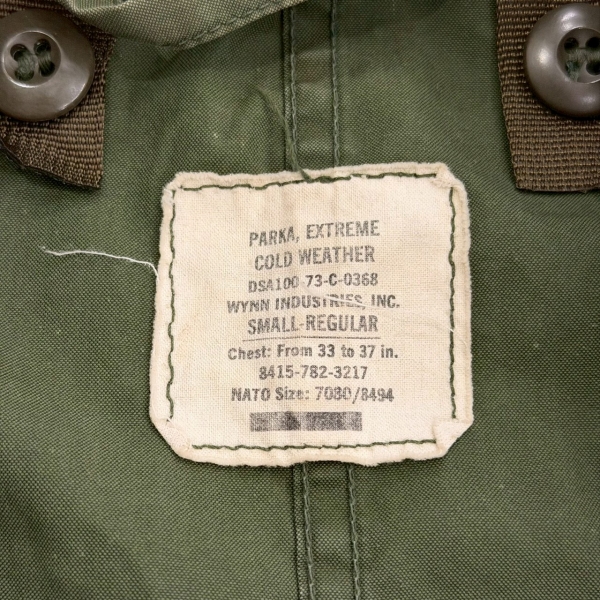 PARKA, EXTREME
COLD WEATHER
DSA100-73-C-0368
WYNN INDUSTRIES, INC.
SMALL-REGULAR
Chest: From 33 to 37 in.
8415-782-3217
NATO Size: 7080/8494